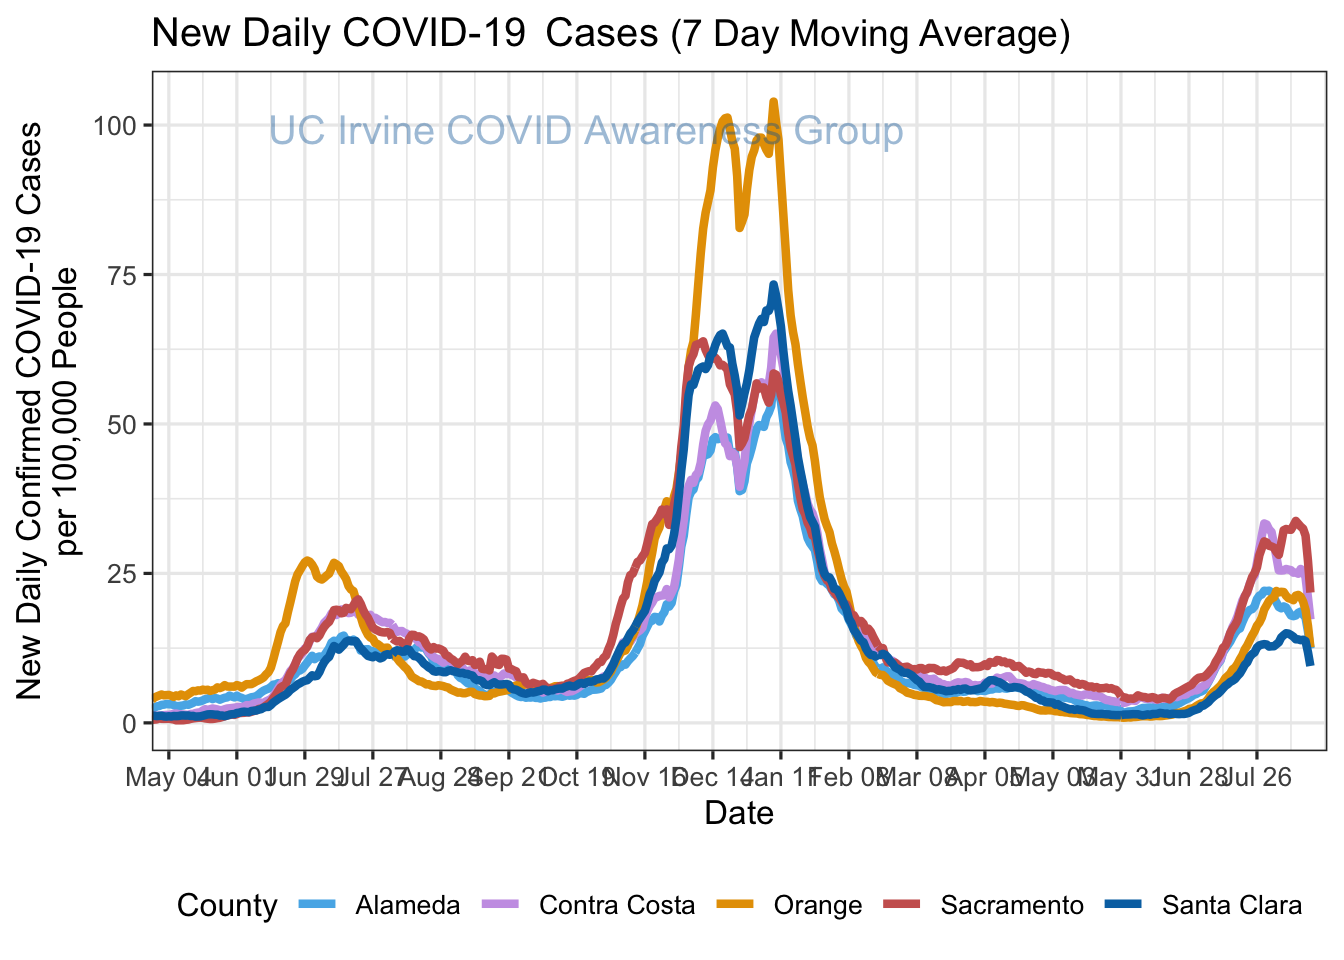 New Daily COVID-19 Cases (7 Day Moving Average)
UC Irvine COVID Awareness Group
New Daily Confirmed COVID-19 Cases
per 100,000 People
100
75
50
25
0
May 04 Jun 01 Jun 29 Jul 27 Aug 24 Sep 21 Oct 19 Nov 16 Dec 14 Jan 11 Feb 08 Mar 08 Apr 05 May 03 May 31 Jun 28 Jul 26
Date
County Alameda Contra Costa Orange Sacramento Santa Clara